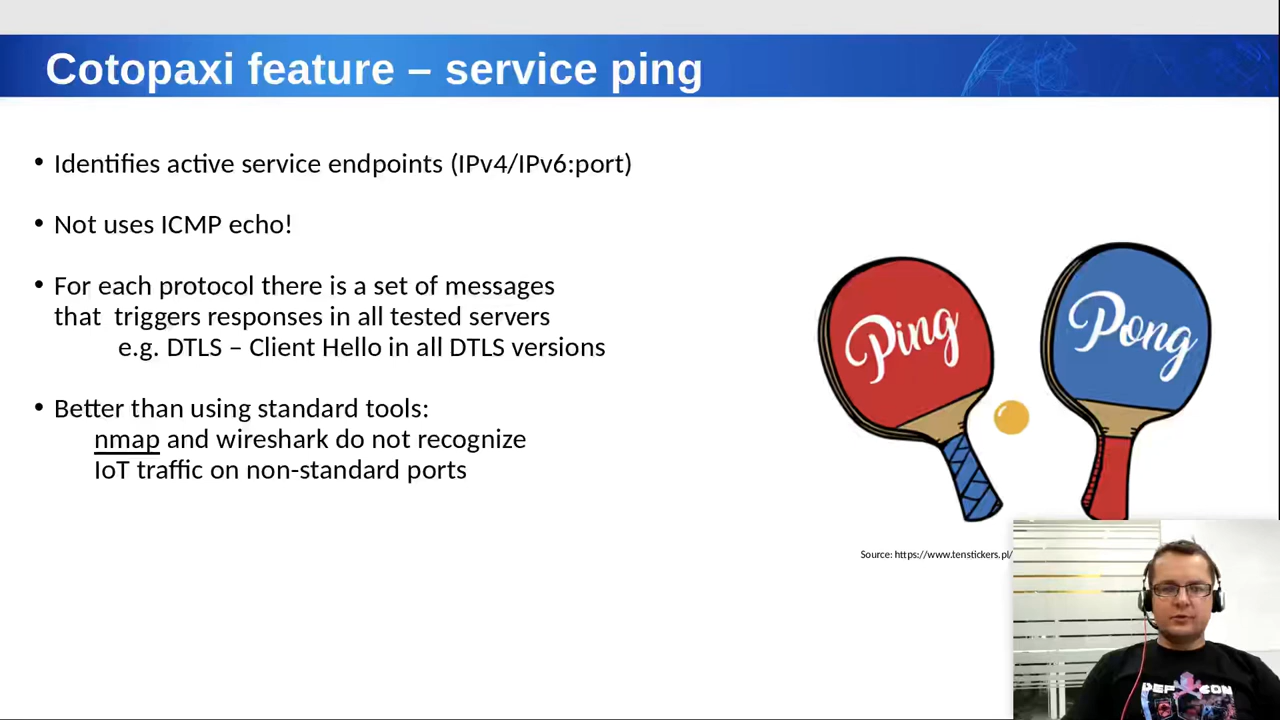 Cotopaxi feature – service ping
• Identifies active service endpoints (IPv4/IPv6:port)
• Not uses ICMP echo!
• For each protocol there is a set of messages
that  triggers responses in all tested servers
e.g. DTLS – Client Hello in all DTLS versions
• Better than using standard tools:
nmap and wireshark do not recognize
IoT traffic on non-standard ports
Ping
Pong
Source: https://www.tenstickers.pl/
DEF CON